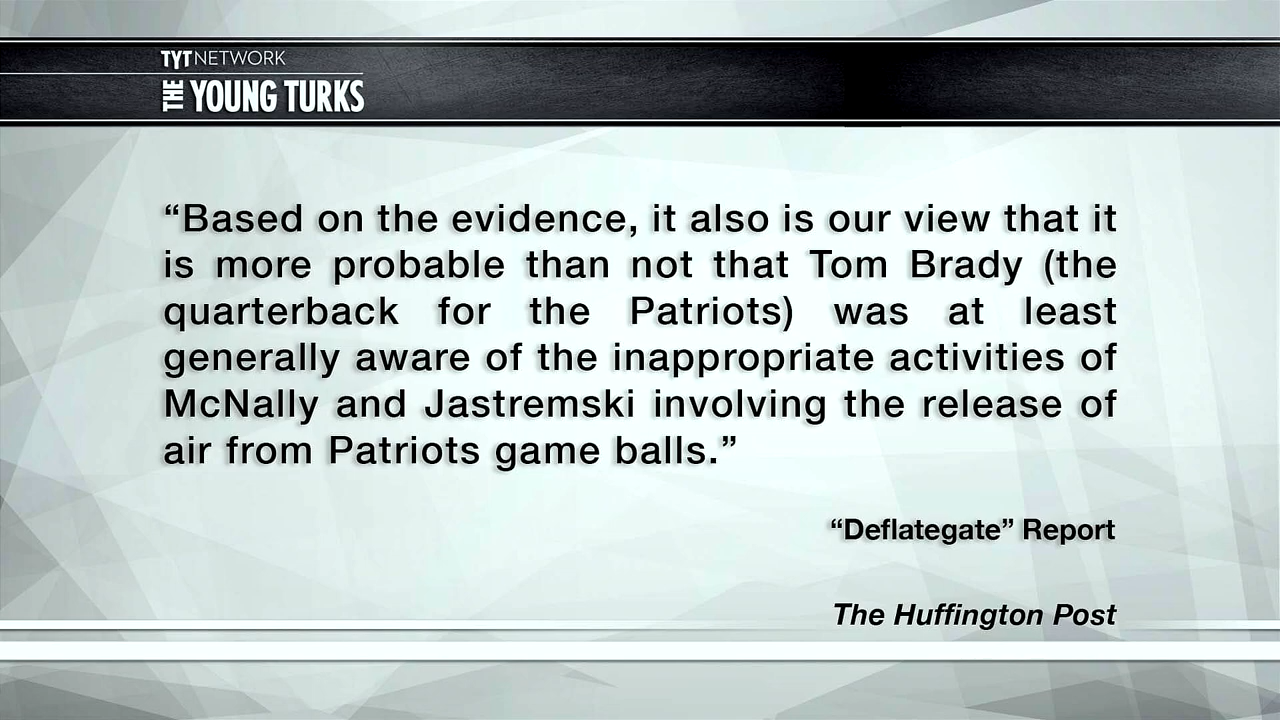 TYT NETWORK
THE YOUNG TURKS
“Based on the evidence, it also is our view that it
is more probable than not that Tom Brady (the
quarterback for the Patriots) was at least
generally aware of the inappropriate activities of
McNally and Jastremski involving the release of
air from Patriots game balls.”
“Deflategate” Report
The Huffington Post